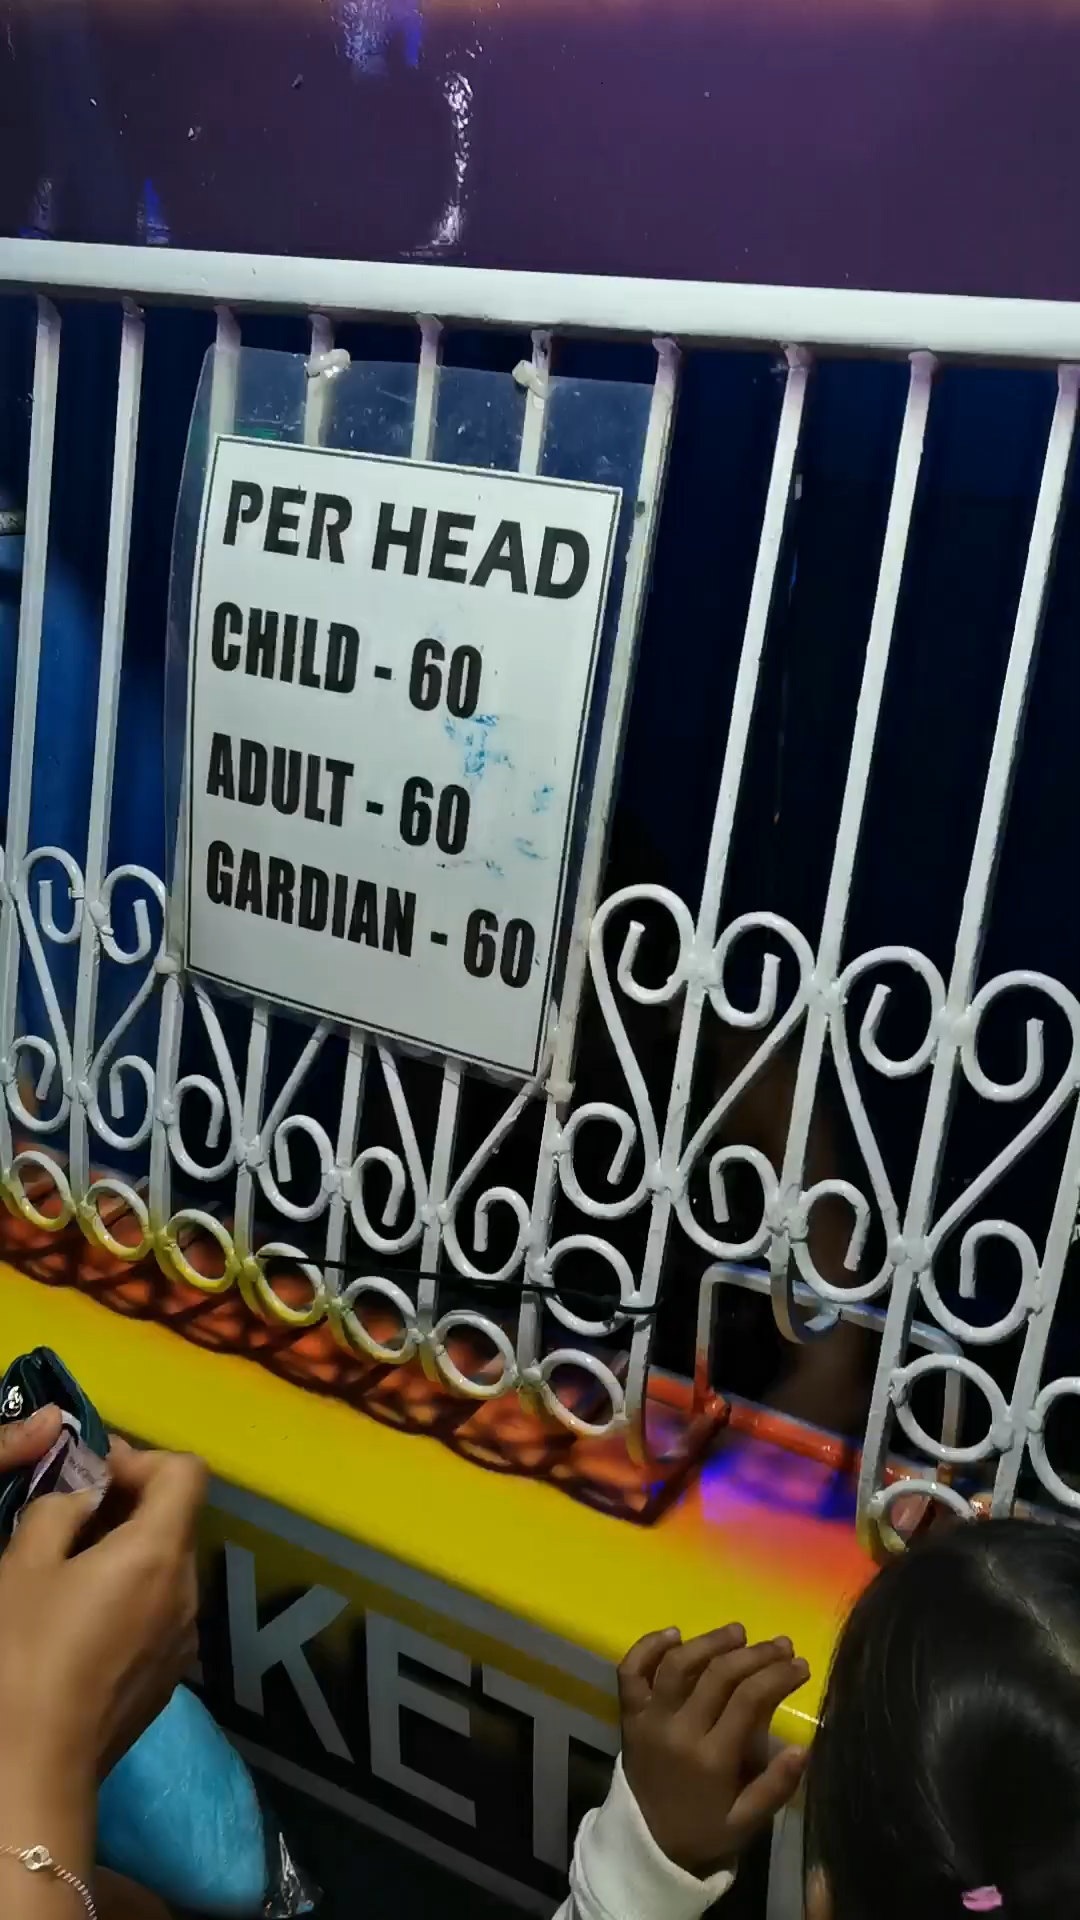 PER HEAD
CHILD - 60
ADULT - 60
GARDIAN - 60
KET